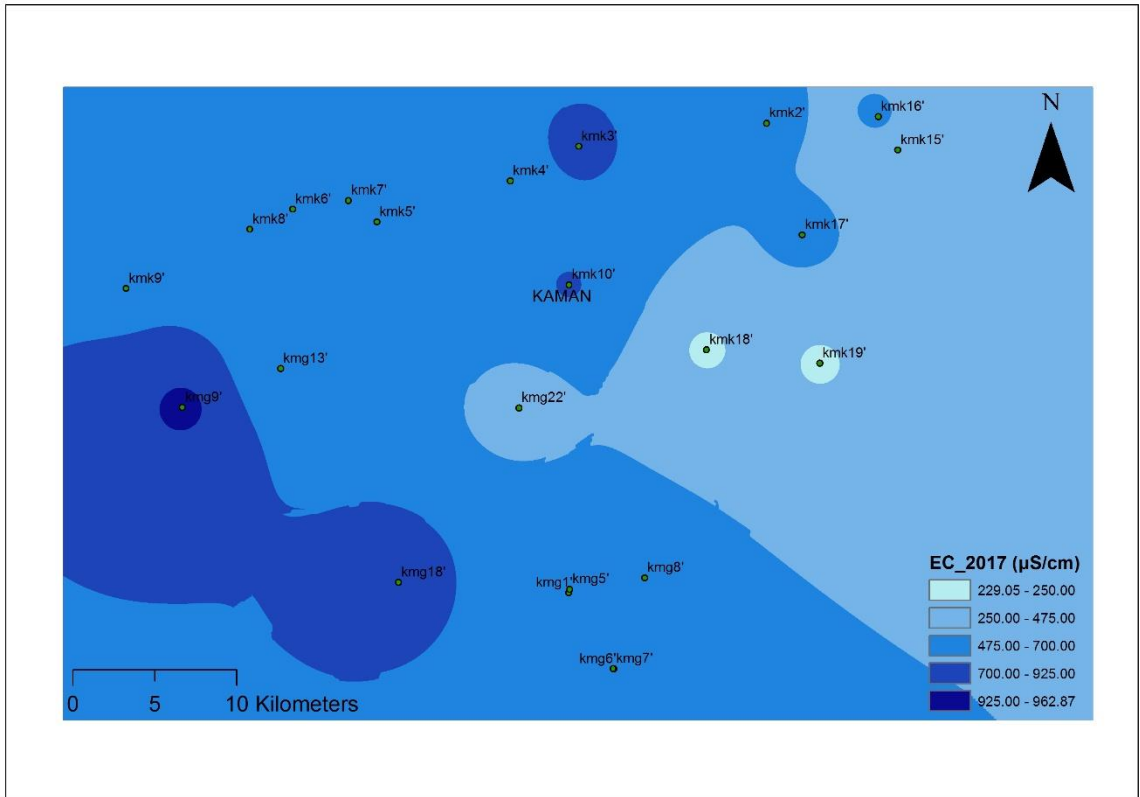 N
kmk16'
kmk2'
kmk3'
kmk15'
kmk4'
kmk7'
kmk6'
kmk5'
kmk8'
kmk17'
kmk10'
kmk9'
KAMAN
kmk18'
kmk19'
kmg13'
kmg9'
kmg22'
kmg18'
kmg1' kmg5'
kmg8'
kmg6' kmg7'
EC_2017 (µS/cm)
229.05 - 250.00
250.00 - 475.00
475.00 - 700.00
700.00 - 925.00
925.00 - 962.87
0 5 10 Kilometers